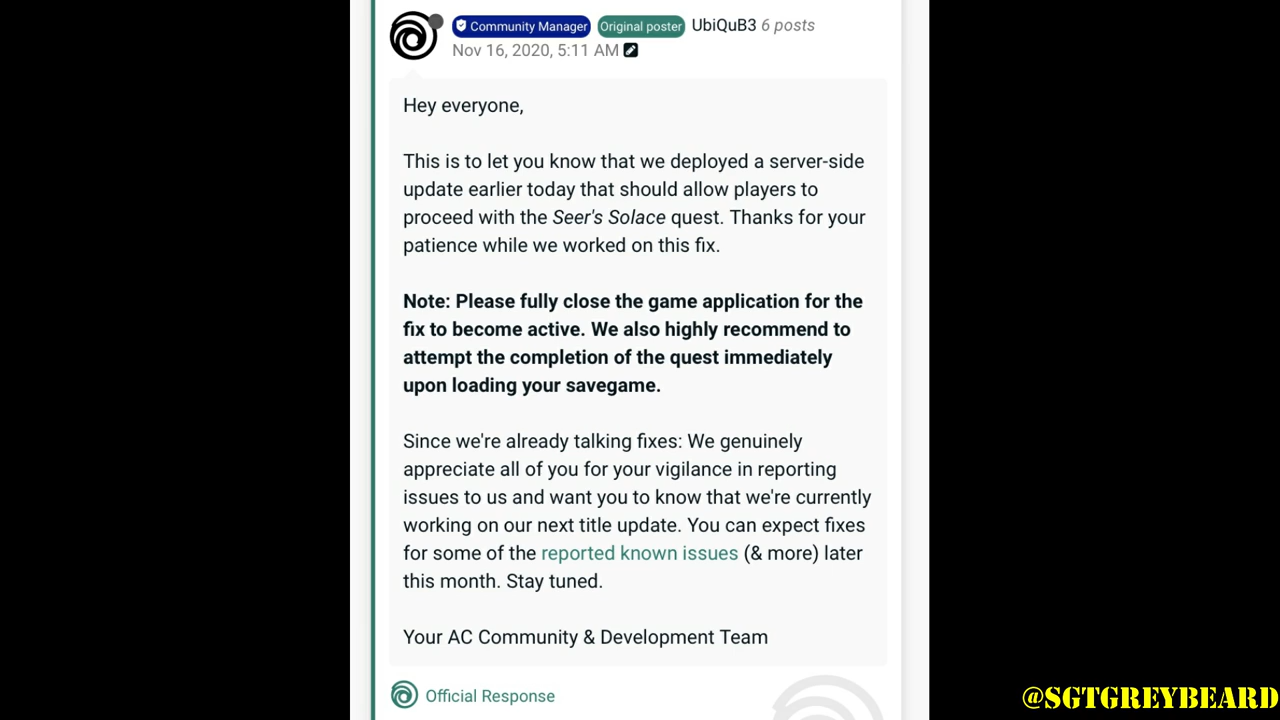 Community Manager Original poster UbiQuB3 6 posts
Nov 16, 2020, 5:11 AM
Hey everyone,
This is to let you know that we deployed a server-side
update earlier today that should allow players to
proceed with the Seer's Solace quest. Thanks for your
patience while we worked on this fix.
Note: Please fully close the game application for the
fix to become active. We also highly recommend to
attempt the completion of the quest immediately
upon loading your savegame.
Since we're already talking fixes: We genuinely
appreciate all of you for your vigilance in reporting
issues to us and want you to know that we're currently
working on our next title update. You can expect fixes
for some of the reported known issues (& more) later
this month. Stay tuned.
Your AC Community & Development Team
Official Response
@SGTGREYBEARD